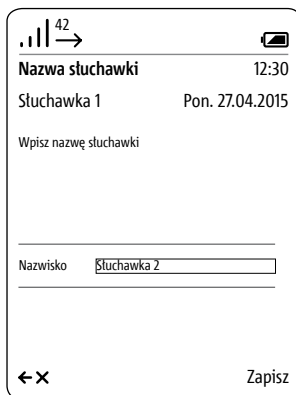 42
Nazwa słuchawki 12:30
Słuchawka 1 Pon. 27.04.2015
Wpisz nazwę słuchawki
Nazwisko Słuchawka 2
Zapisz